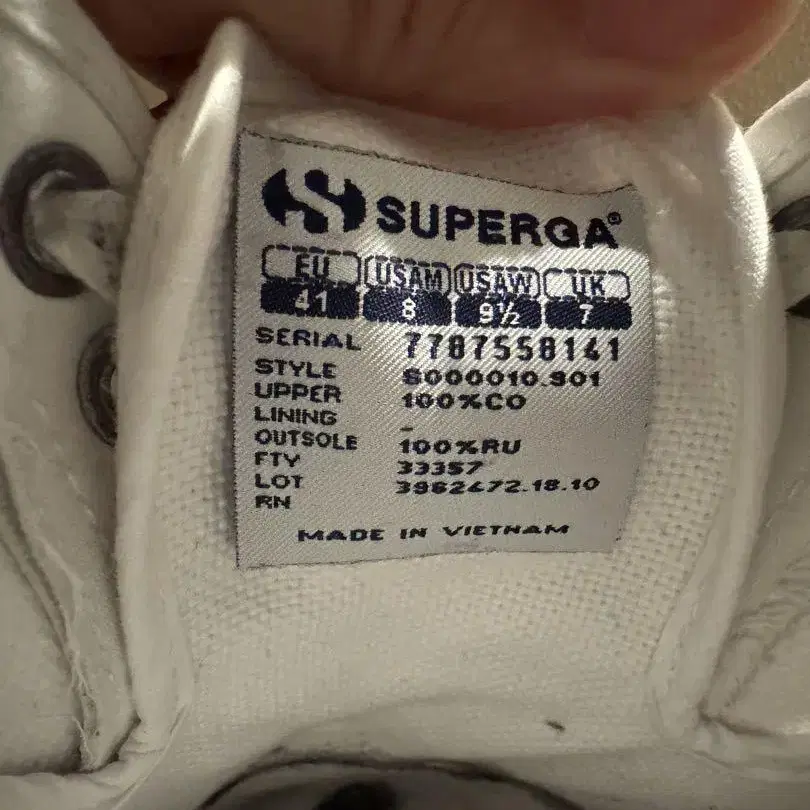 SUPERGA®
EU USAM USAW UK
41 8 9½ 7
SERIAL 7787558141
STYLE S000010.901
UPPER 100%CO
LINING -
OUTSOLE 100%RU
FTY 33357
LOT 3962472.18.10
RN
MADE IN VIETNAM